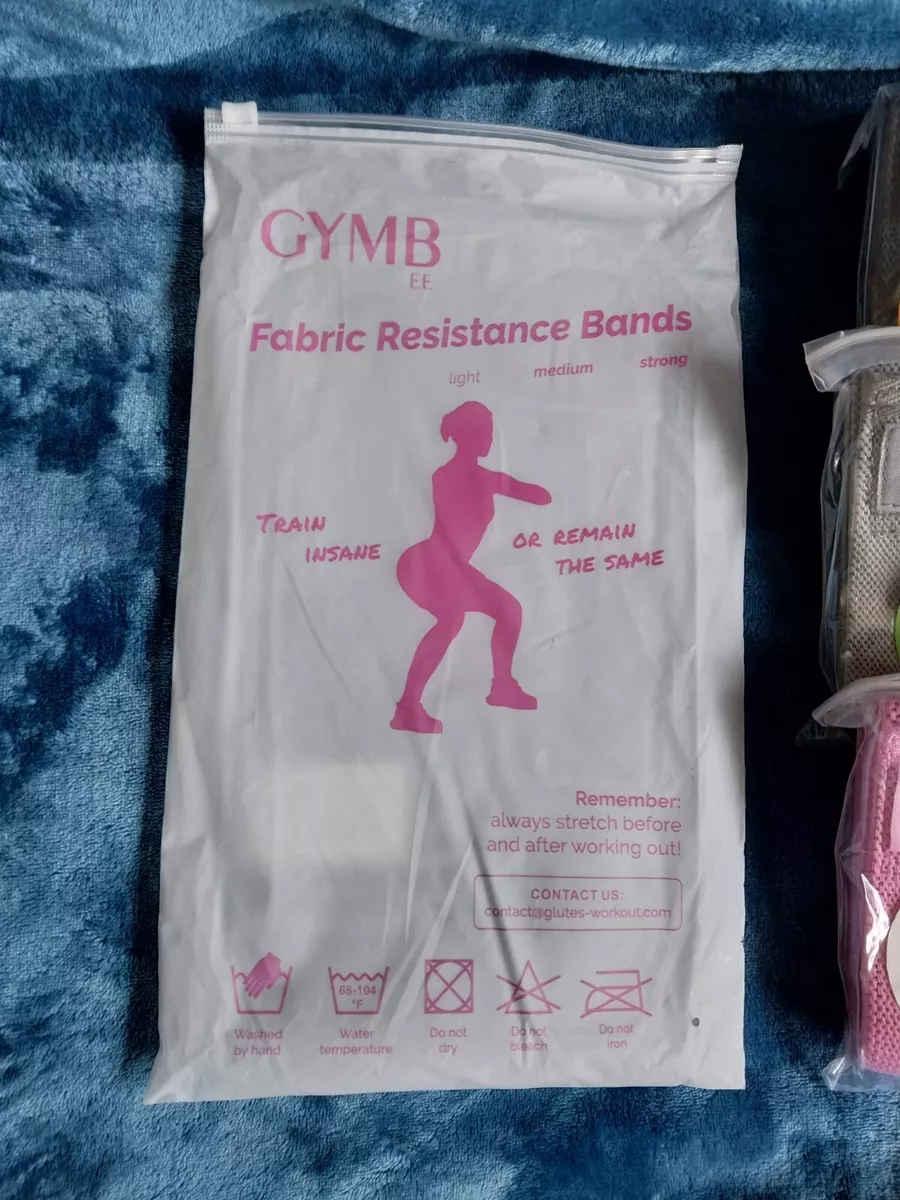 GYMB
EE
Fabric Resistance Bands
light medium strong
TRAIN
INSANE
OR REMAIN
THE SAME
Remember:
always stretch before
and after working out!
CONTACT US:
contact@glutes-workout.com
68-104
°F
Washed
by hand
Water
temperature
Do not
dry
Do not
bleach
Do not
iron